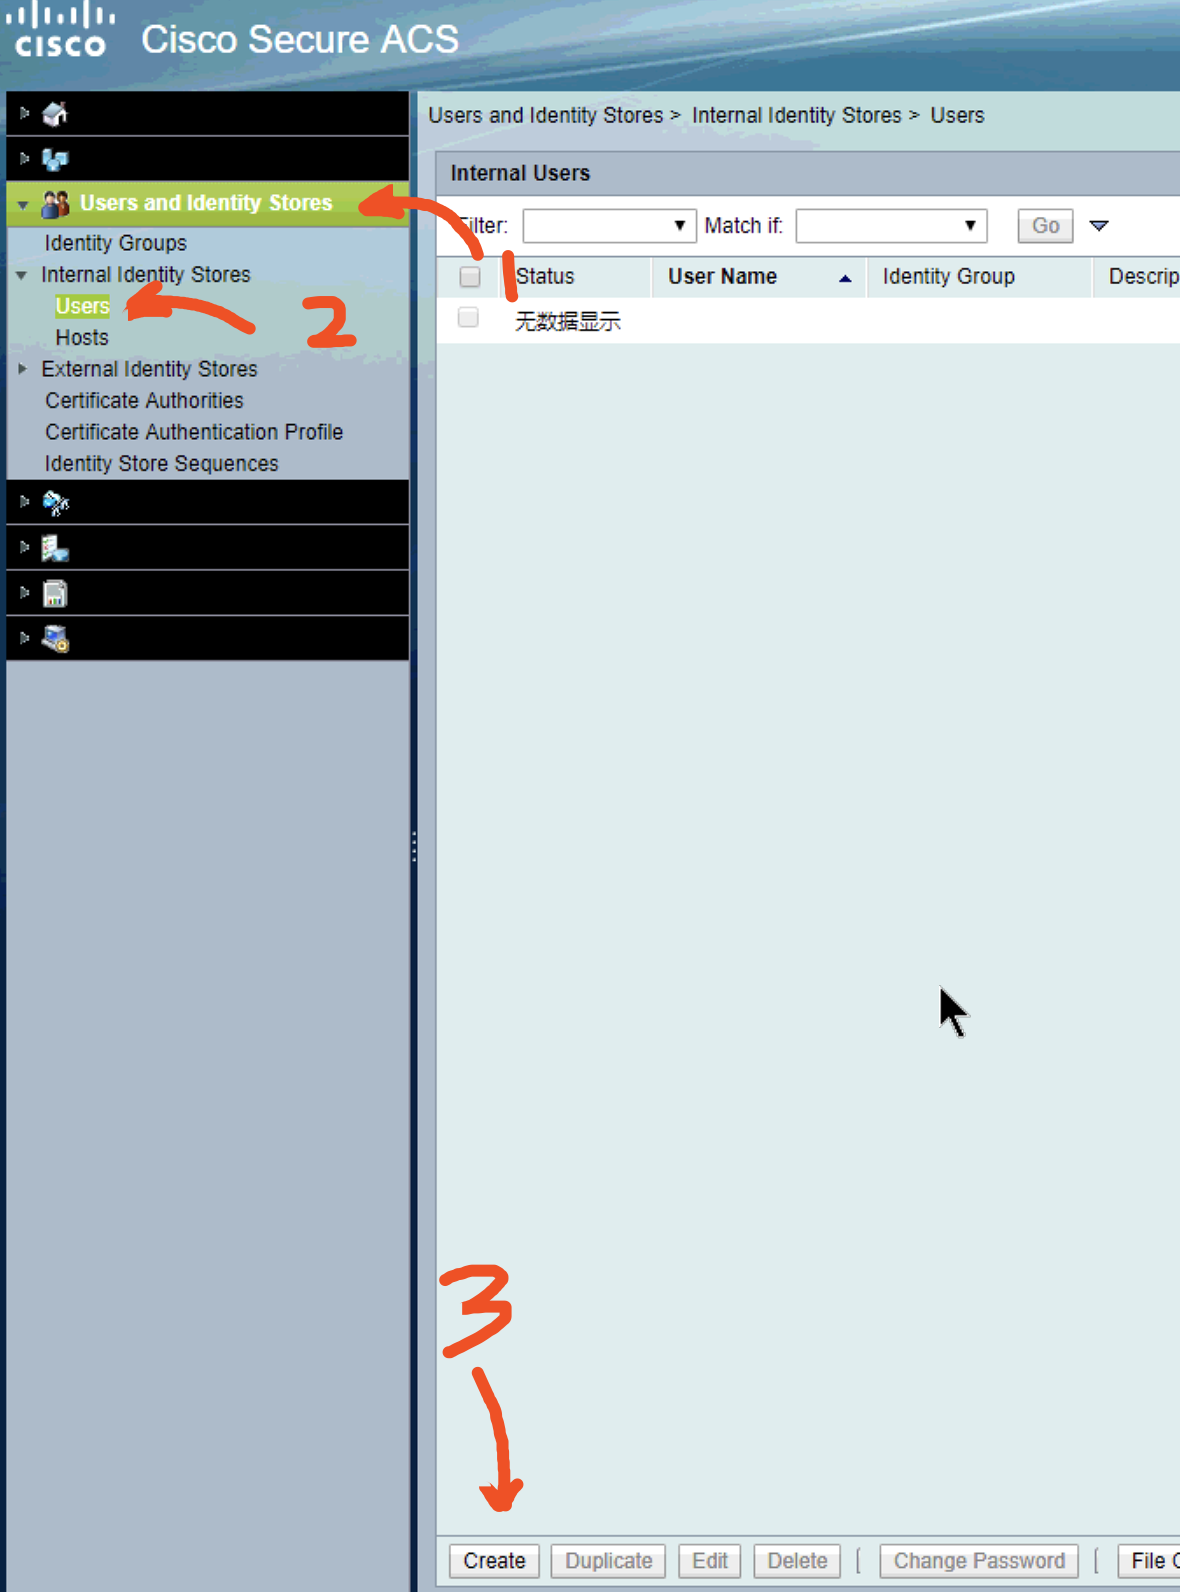 CISCO Cisco Secure ACS
Users and Identity Stores > Internal Identity Stores > Users
Users and Identity Stores
Identity Groups
Internal Identity Stores
Users
Hosts
External Identity Stores
Certificate Authorities
Certificate Authentication Profile
Identity Store Sequences
Internal Users
Filter: Match if: Go
Status User Name Identity Group Descrip
无数据显示
1
2
3
Create Duplicate Edit Delete Change Password File